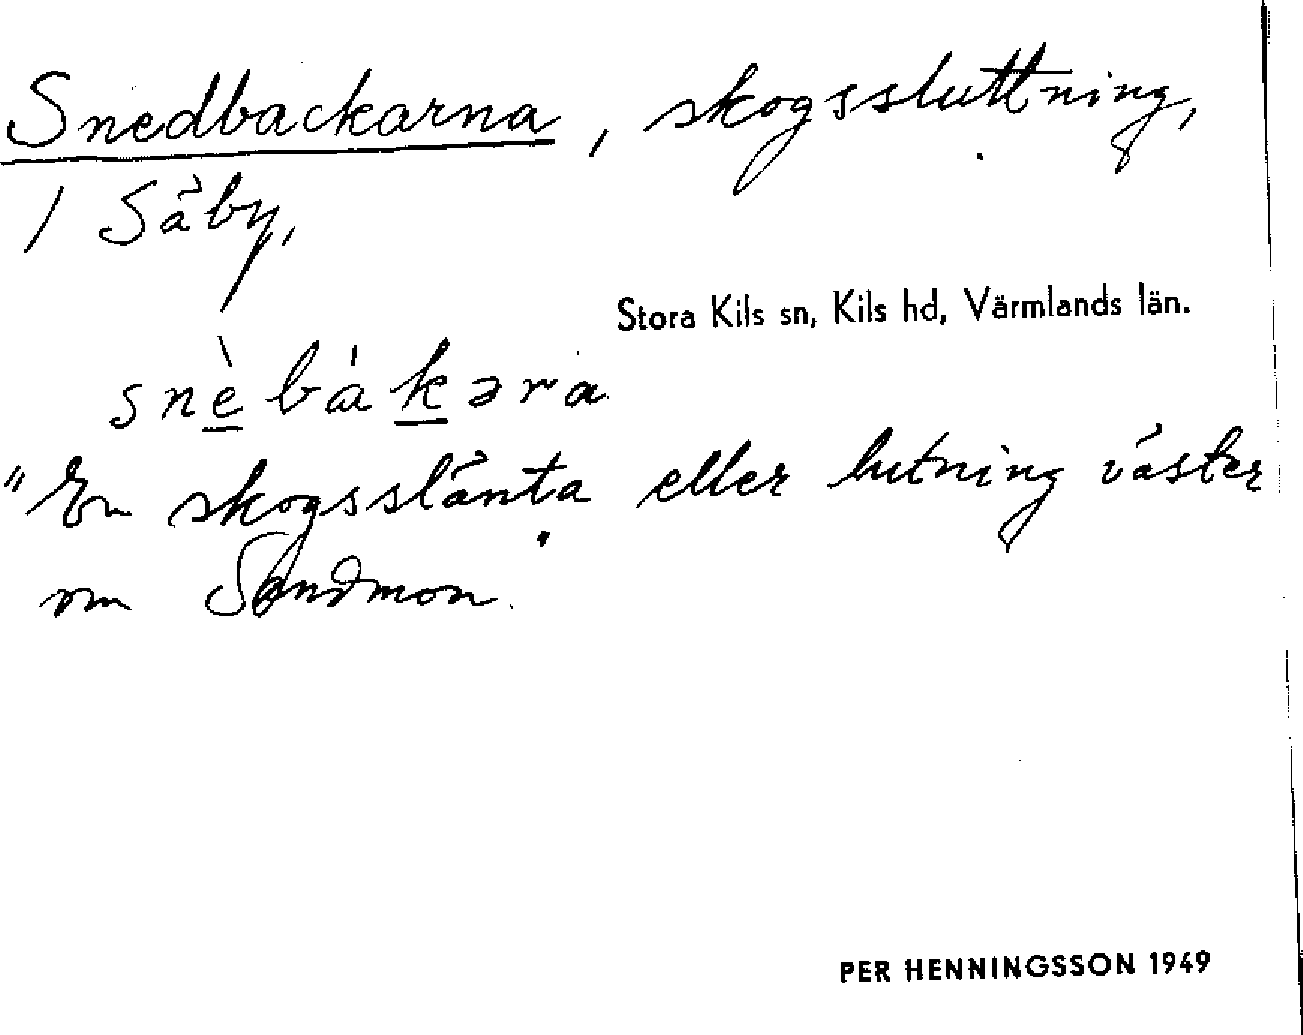 Snedbackarna, skogssluttning,
/ Säby,
Stora Kils sn, Kils hd, Värmlands län.
snèbákəra
"En skogsslänta eller lutning väster
om Sandmon."
PER HENNINGSSON 1949